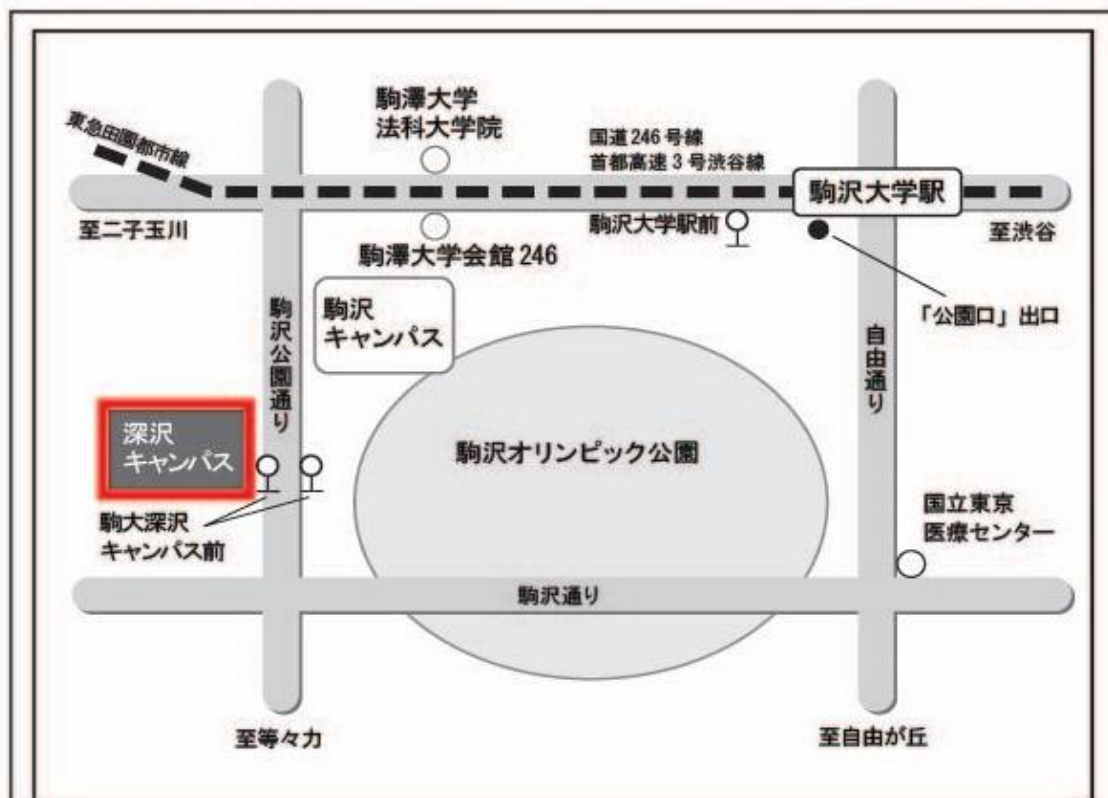 駒澤大学
法科大学院
東急田園都市線
国道246号線
首都高速3号渋谷線
駒沢大学駅
至二子玉川
駒沢大学駅前
至渋谷
駒澤大学会館246
「公園口」出口
駒沢
キャンパス
駒沢公園通り
自由通り
深沢
キャンパス
駒沢オリンピック公園
駒大深沢
キャンパス前
国立東京
医療センター
駒沢通り
至等々力
至自由が丘